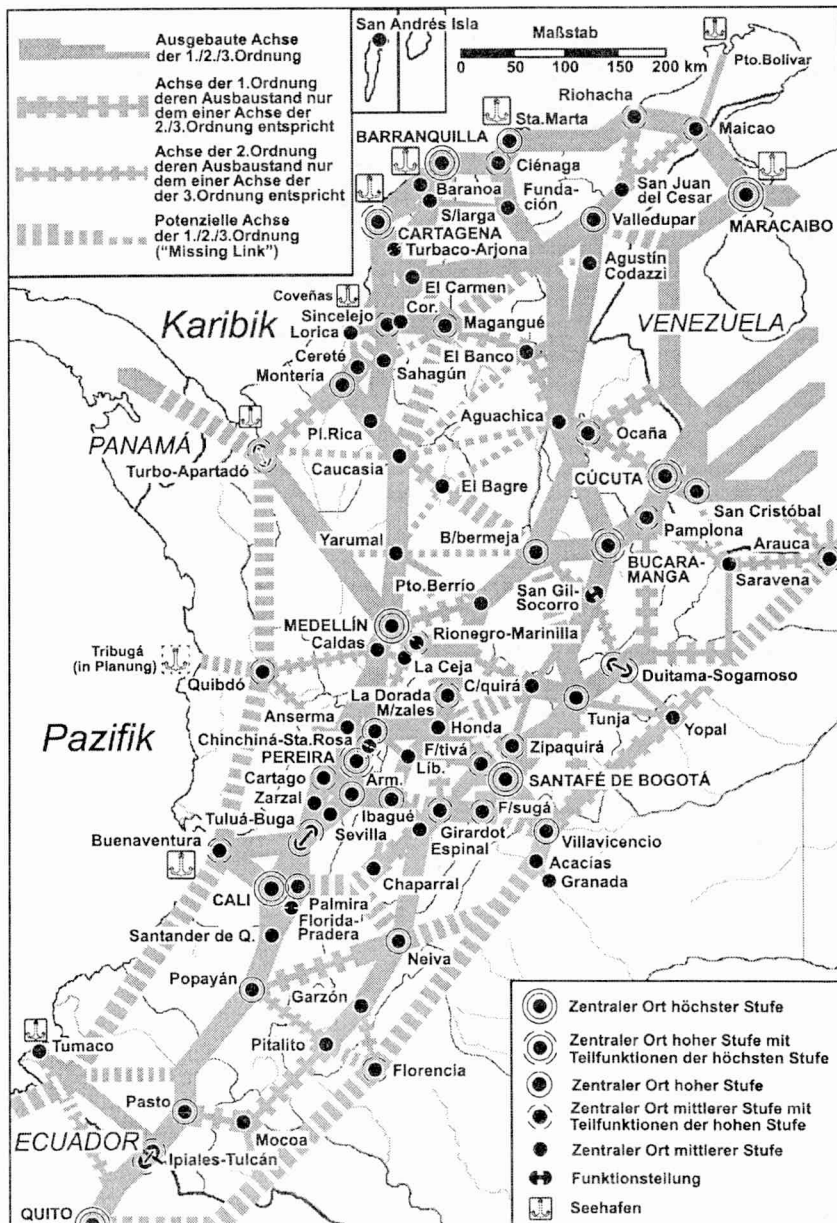 Ausgebaute Achse
der 1./2./3.Ordnung
Achse der 1.Ordnung
deren Ausbaustand nur
dem einer Achse der
2./3.Ordnung entspricht
Achse der 2.Ordnung
deren Ausbaustand nur
dem einer Achse der
der 3.Ordnung entspricht
Potenzielle Achse
der 1./2./3.Ordnung
("Missing Link")
San Andrés Isla
Maßstab
0 50 100 150 200 km
Pto.Bolivar
Riohacha
Sta.Marta
Maicao
BARRANQUILLA
Ciénaga
Baranoa
Funda-
ción
San Juan
del Cesar
S/larga
Valledupar
MARACAIBO
CARTAGENA
Turbaco-Arjona
Agustín
Codazzi
El Carmen
Coveñas
Cor.
Karibik
Sincelejo
Lorica
Magangué
VENEZUELA
Cereté
El Banco
Montería
Sahagún
Aguachica
PANAMÁ
Pl.Rica
Ocaña
Turbo-Apartadó
Caucasia
CÚCUTA
El Bagre
San Cristóbal
Yarumal
B/bermeja
Pamplona
Arauca
BUCARA-
MANGA
Saravena
Pto.Berrío
San Gil-
Socorro
MEDELLÍN
Caldas
Rionegro-Marinilla
Tribugá
(in Planung)
La Ceja
Duitama-Sogamoso
Quibdó
C/quirá
La Dorada
M/zales
Tunja
Anserma
Honda
Yopal
Pazifik
Chinchiná-Sta.Rosa
F/tivá
Zipaquirá
PEREIRA
Lib.
Cartago
Arm.
SANTAFÉ DE BOGOTÁ
Zarzal
Ibagué
F/sugá
Tuluá-Buga
Sevilla
Girardot
Villavicencio
Buenaventura
Espinal
Acacías
Chaparral
Granada
CALI
Palmira
Florida-
Pradera
Santander de Q.
Neiva
Popayán
Garzón
Tumaco
Pitalito
Florencia
Pasto
Mocoa
ECUADOR
Ipiales-Tulcán
QUITO
Zentraler Ort höchster Stufe
Zentraler Ort hoher Stufe mit
Teilfunktionen der höchsten Stufe
Zentraler Ort hoher Stufe
Zentraler Ort mittlerer Stufe mit
Teilfunktionen der hohen Stufe
Zentraler Ort mittlerer Stufe
Funktionsteilung
Seehafen